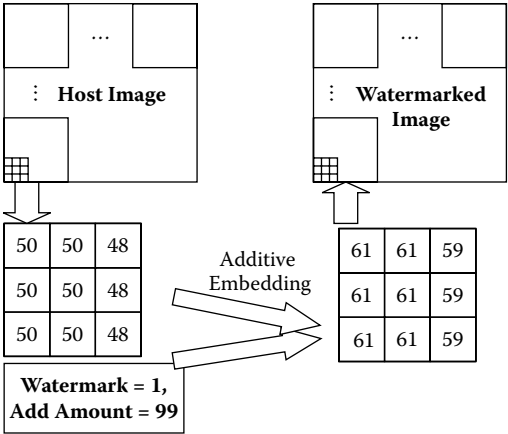 ...
...
⋮ Host Image
⋮ Watermarked
Image
50 50 48
50 50 48
50 50 48
Additive
Embedding
61 61 59
61 61 59
61 61 59
Watermark = 1,
Add Amount = 99